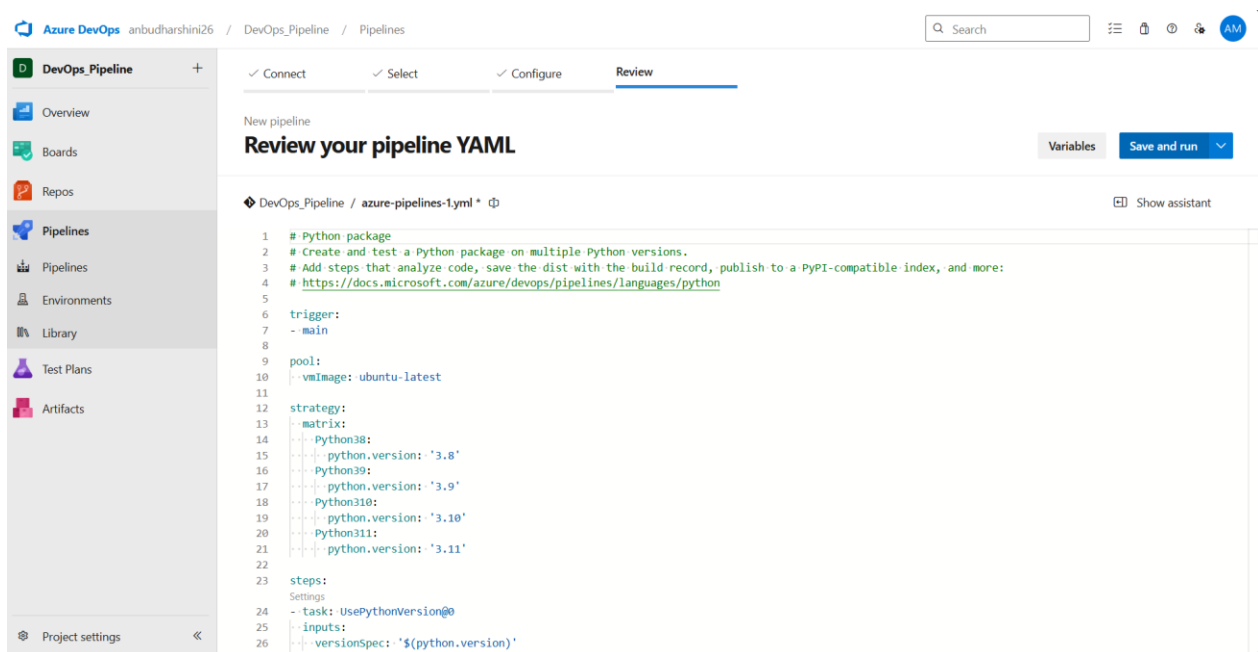 Azure DevOps anbudharshini26 / DevOps_Pipeline / Pipelines
Search
AM
D DevOps_Pipeline
Overview
Boards
Repos
Pipelines
Pipelines
Environments
Library
Test Plans
Artifacts
Project settings
Connect
Select
Configure
Review
New pipeline
Review your pipeline YAML
Variables
Save and run
DevOps_Pipeline / azure-pipelines-1.yml *
Show assistant
1 # Python package
2 # Create and test a Python package on multiple Python versions.
3 # Add steps that analyze code, save the dist with the build record, publish to a PyPI-compatible index, and more:
4 # https://docs.microsoft.com/azure/devops/pipelines/languages/python
5
6 trigger:
7 - main
8
9 pool:
10   vmImage: ubuntu-latest
11
12 strategy:
13   matrix:
14     Python38:
15       python.version: '3.8'
16     Python39:
17       python.version: '3.9'
18     Python310:
19       python.version: '3.10'
20     Python311:
21       python.version: '3.11'
22
23 steps:
Settings
24 - task: UsePythonVersion@0
25   inputs:
26     versionSpec: '$(python.version)'